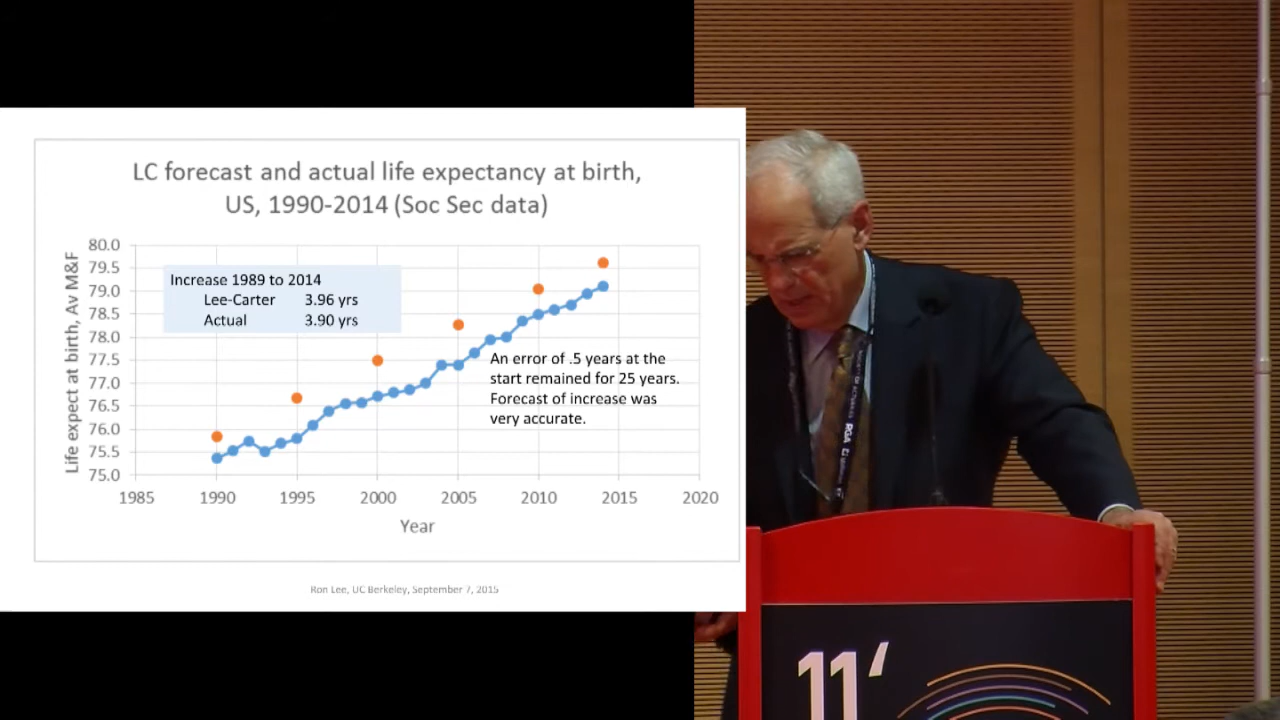 LC forecast and actual life expectancy at birth,
US, 1990-2014 (Soc Sec data)
Life expect at birth, Av M&F
80.0
79.5
79.0
78.5
78.0
77.5
77.0
76.5
76.0
75.5
75.0
Increase 1989 to 2014
Lee-Carter 3.96 yrs
Actual 3.90 yrs
An error of .5 years at the
start remained for 25 years.
Forecast of increase was
very accurate.
1985 1990 1995 2000 2005 2010 2015 2020
Year
Ron Lee, UC Berkeley, September 7, 2015
RGA
11'